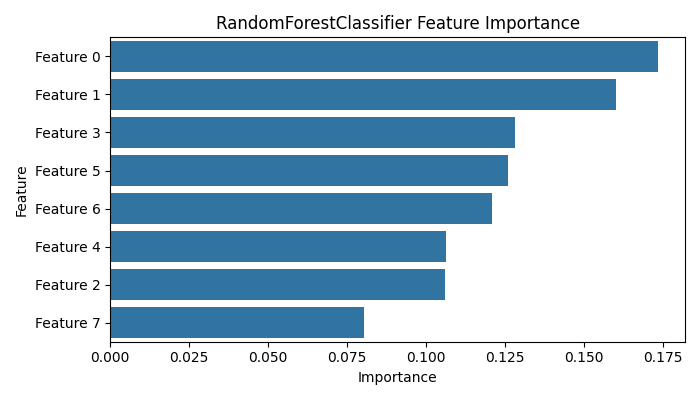 RandomForestClassifier Feature Importance
Feature 0
Feature 1
Feature 3
Feature 5
Feature 6
Feature 4
Feature 2
Feature 7
Feature
0.000 0.025 0.050 0.075 0.100 0.125 0.150 0.175
Importance